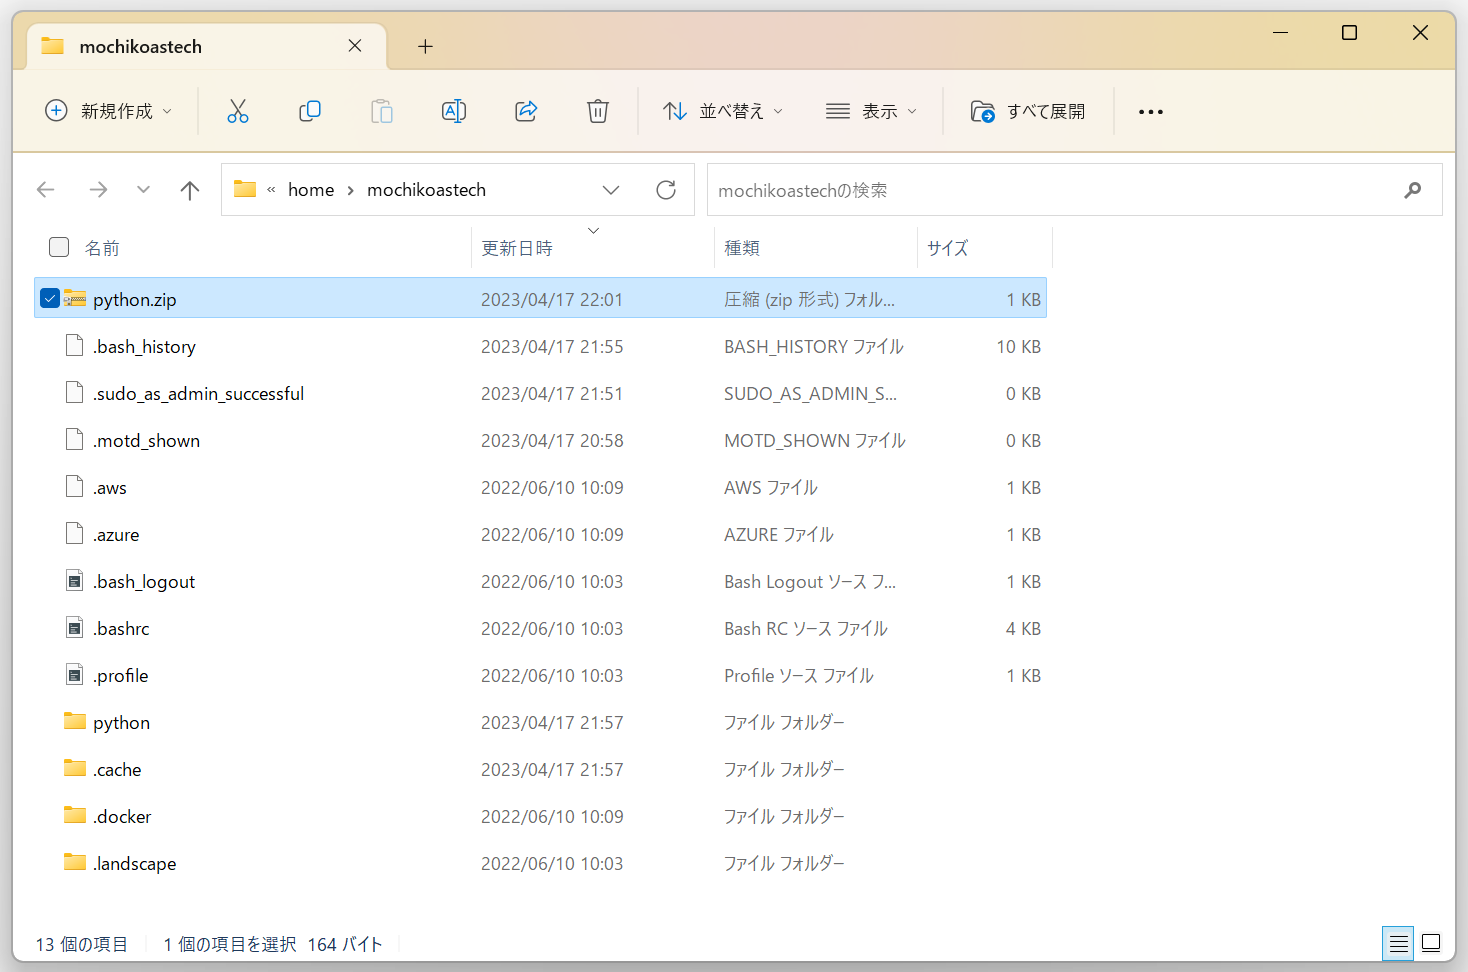 mochikoastech
新規作成 並べ替え 表示 すべて展開
« home › mochikoastech mochikoastechの検索
名前 更新日時 種類 サイズ
python.zip 2023/04/17 22:01 圧縮 (zip 形式) フォル... 1 KB
.bash_history 2023/04/17 21:55 BASH_HISTORY ファイル 10 KB
.sudo_as_admin_successful 2023/04/17 21:51 SUDO_AS_ADMIN_S... 0 KB
.motd_shown 2023/04/17 20:58 MOTD_SHOWN ファイル 0 KB
.aws 2022/06/10 10:09 AWS ファイル 1 KB
.azure 2022/06/10 10:09 AZURE ファイル 1 KB
.bash_logout 2022/06/10 10:03 Bash Logout ソース フ... 1 KB
.bashrc 2022/06/10 10:03 Bash RC ソース ファイル 4 KB
.profile 2022/06/10 10:03 Profile ソース ファイル 1 KB
python 2023/04/17 21:57 ファイル フォルダー
.cache 2023/04/17 21:57 ファイル フォルダー
.docker 2022/06/10 10:09 ファイル フォルダー
.landscape 2022/06/10 10:03 ファイル フォルダー
13 個の項目 1 個の項目を選択 164 バイト